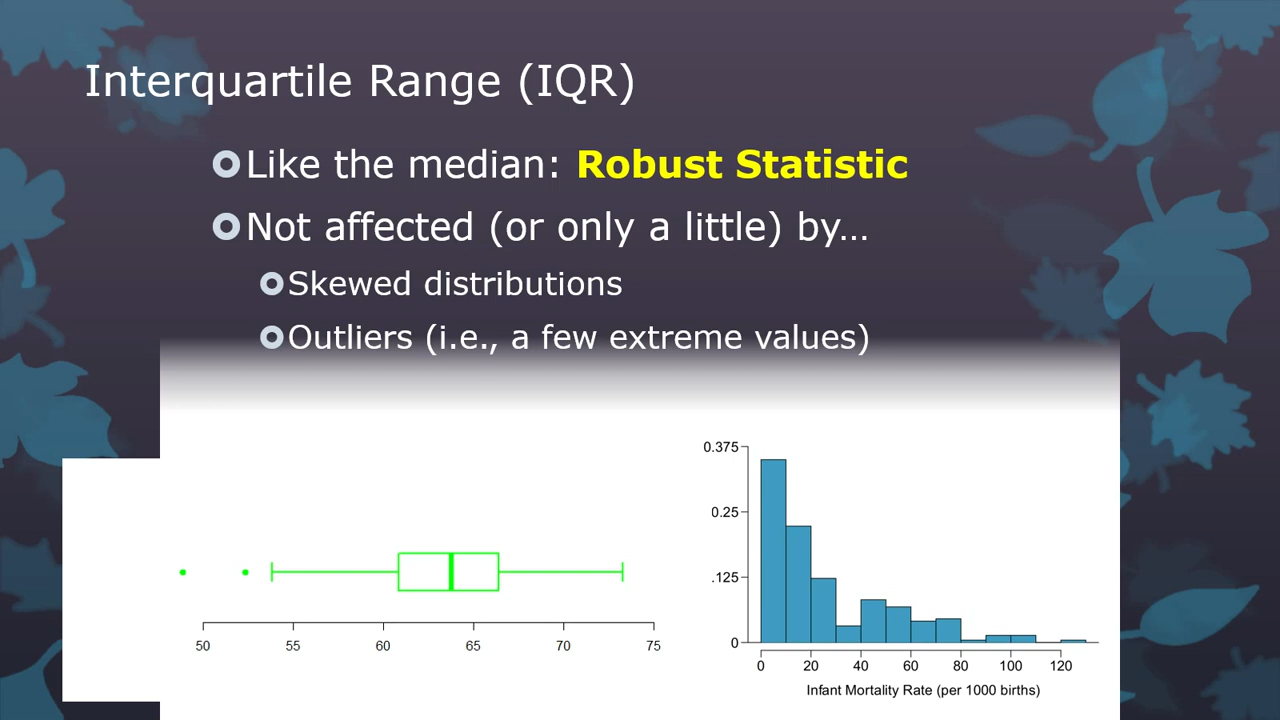 Interquartile Range (IQR)
Like the median: Robust Statistic
Not affected (or only a little) by…
Skewed distributions
Outliers (i.e., a few extreme values)
50 55 60 65 70 75
0.375
0.25
.125
0
0 20 40 60 80 100 120
Infant Mortality Rate (per 1000 births)